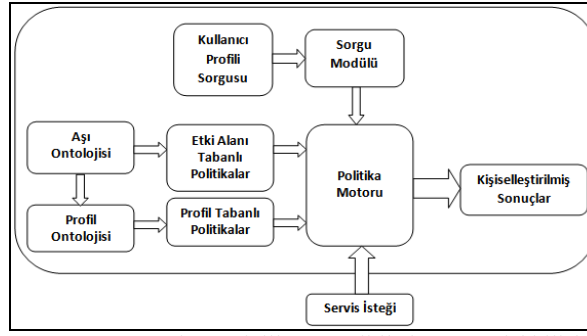 Kullanıcı
Profili
Sorgusu
Sorgu
Modülü
Aşı
Ontolojisi
Etki Alanı
Tabanlı
Politikalar
Politika
Motoru
Kişiselleştirilmiş
Sonuçlar
Profil
Ontolojisi
Profil Tabanlı
Politikalar
Servis İsteği